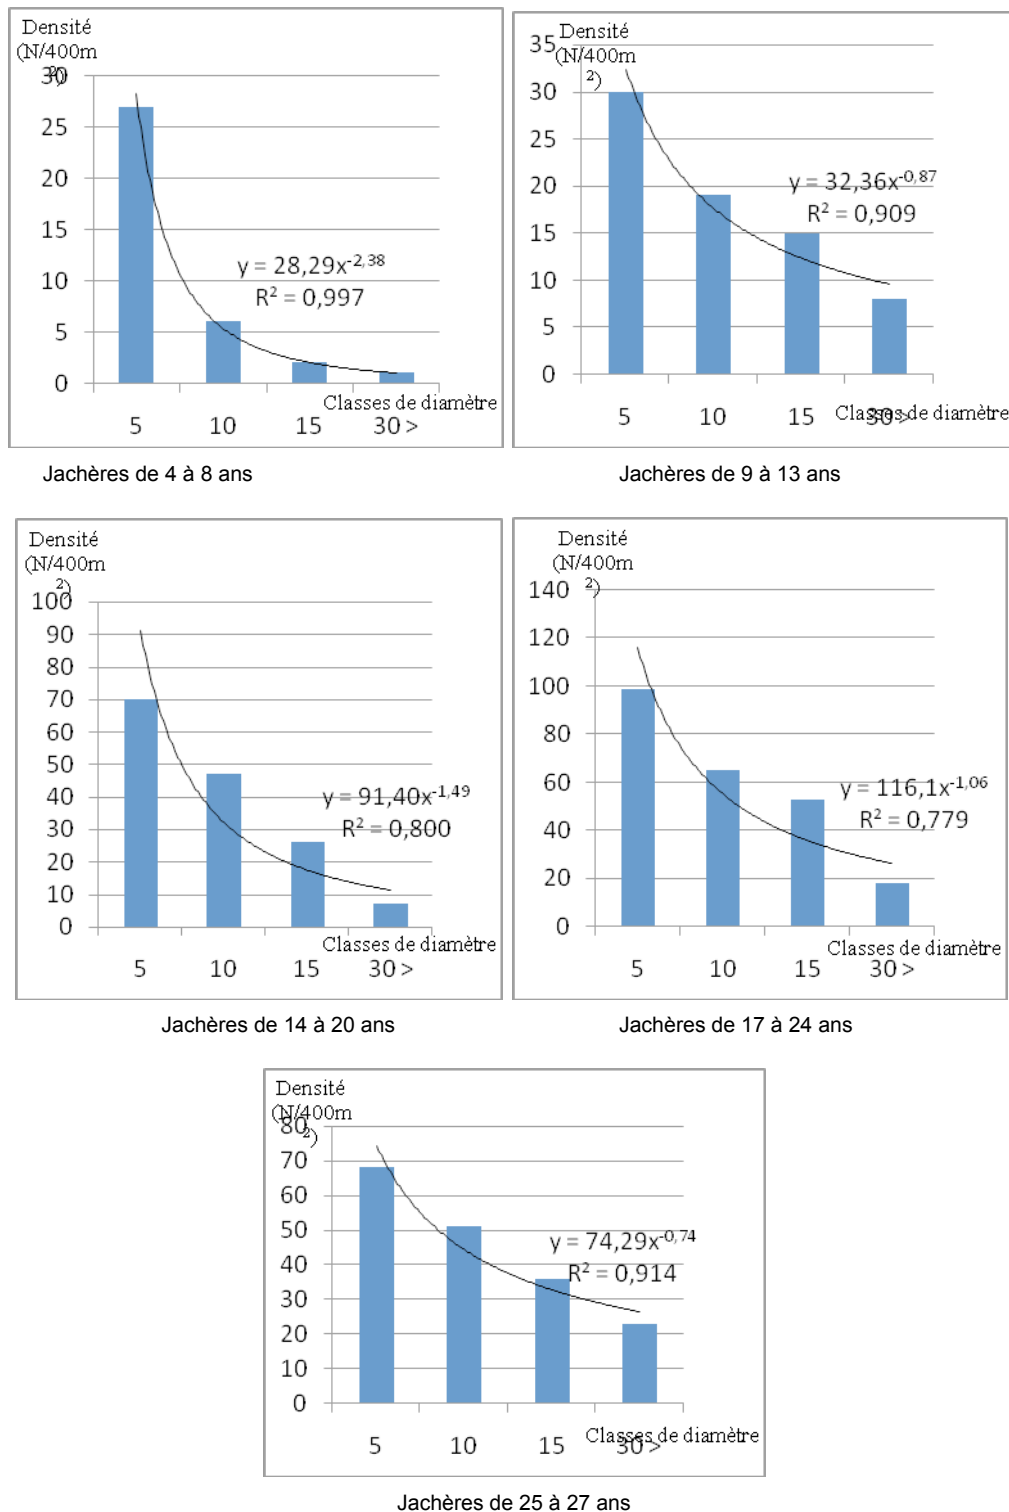 Densité
(N/400m
²)
30
25
20
15
10
5
0
y = 28,29x^-2,38
R² = 0,997
Classes de diamètre
5 10 15 30 >
Jachères de 4 à 8 ans
Densité
(N/400m
²)
35
30
25
20
15
10
5
0
y = 32,36x^-0,87
R² = 0,909
Classes de diamètre
5 10 15 30 >
Jachères de 9 à 13 ans
Densité
(N/400m
²)
100
90
80
70
60
50
40
30
20
10
0
y = 91,40x^-1,49
R² = 0,800
Classes de diamètre
5 10 15 30 >
Jachères de 14 à 20 ans
Densité
(N/400m
²)
140
120
100
80
60
40
20
0
y = 116,1x^-1,06
R² = 0,779
Classes de diamètre
5 10 15 30 >
Jachères de 17 à 24 ans
Densité
(N/400m
²)
80
70
60
50
40
30
20
10
0
y = 74,29x^-0,74
R² = 0,914
Classes de diamètre
5 10 15 30 >
Jachères de 25 à 27 ans